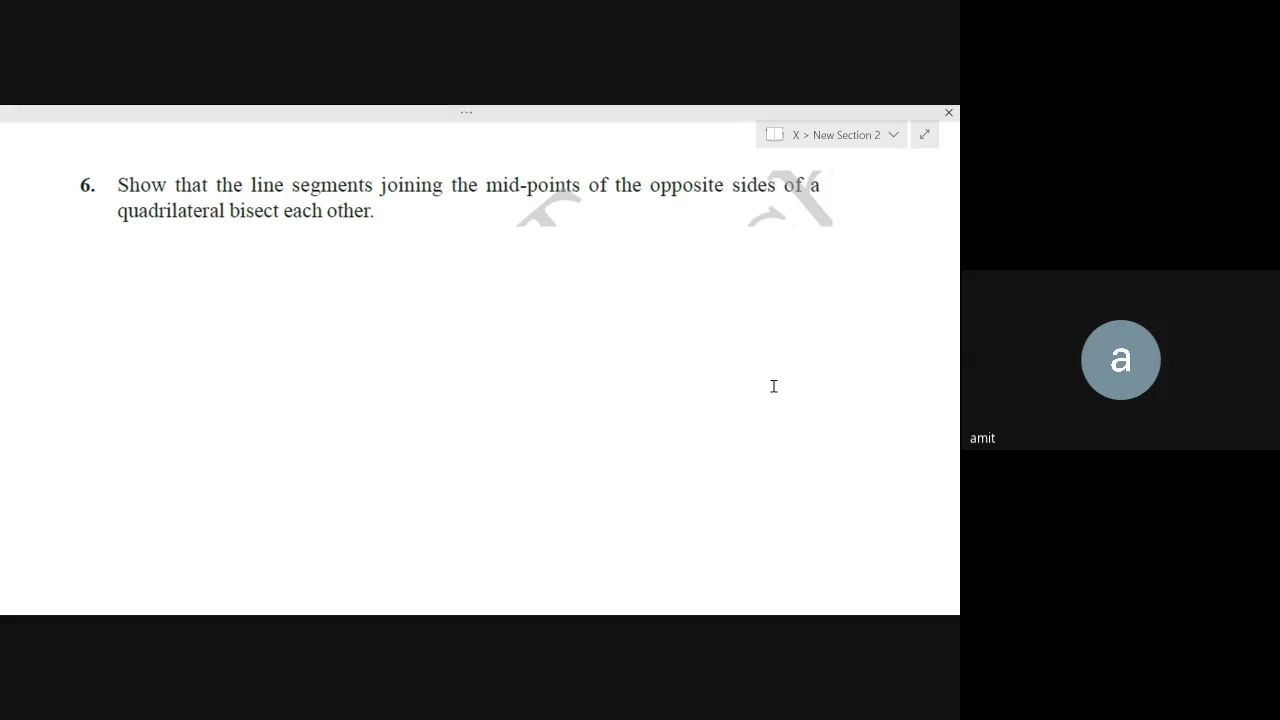 ...
X > New Section 2
6. Show that the line segments joining the mid-points of the opposite sides of a
quadrilateral bisect each other.
a
amit